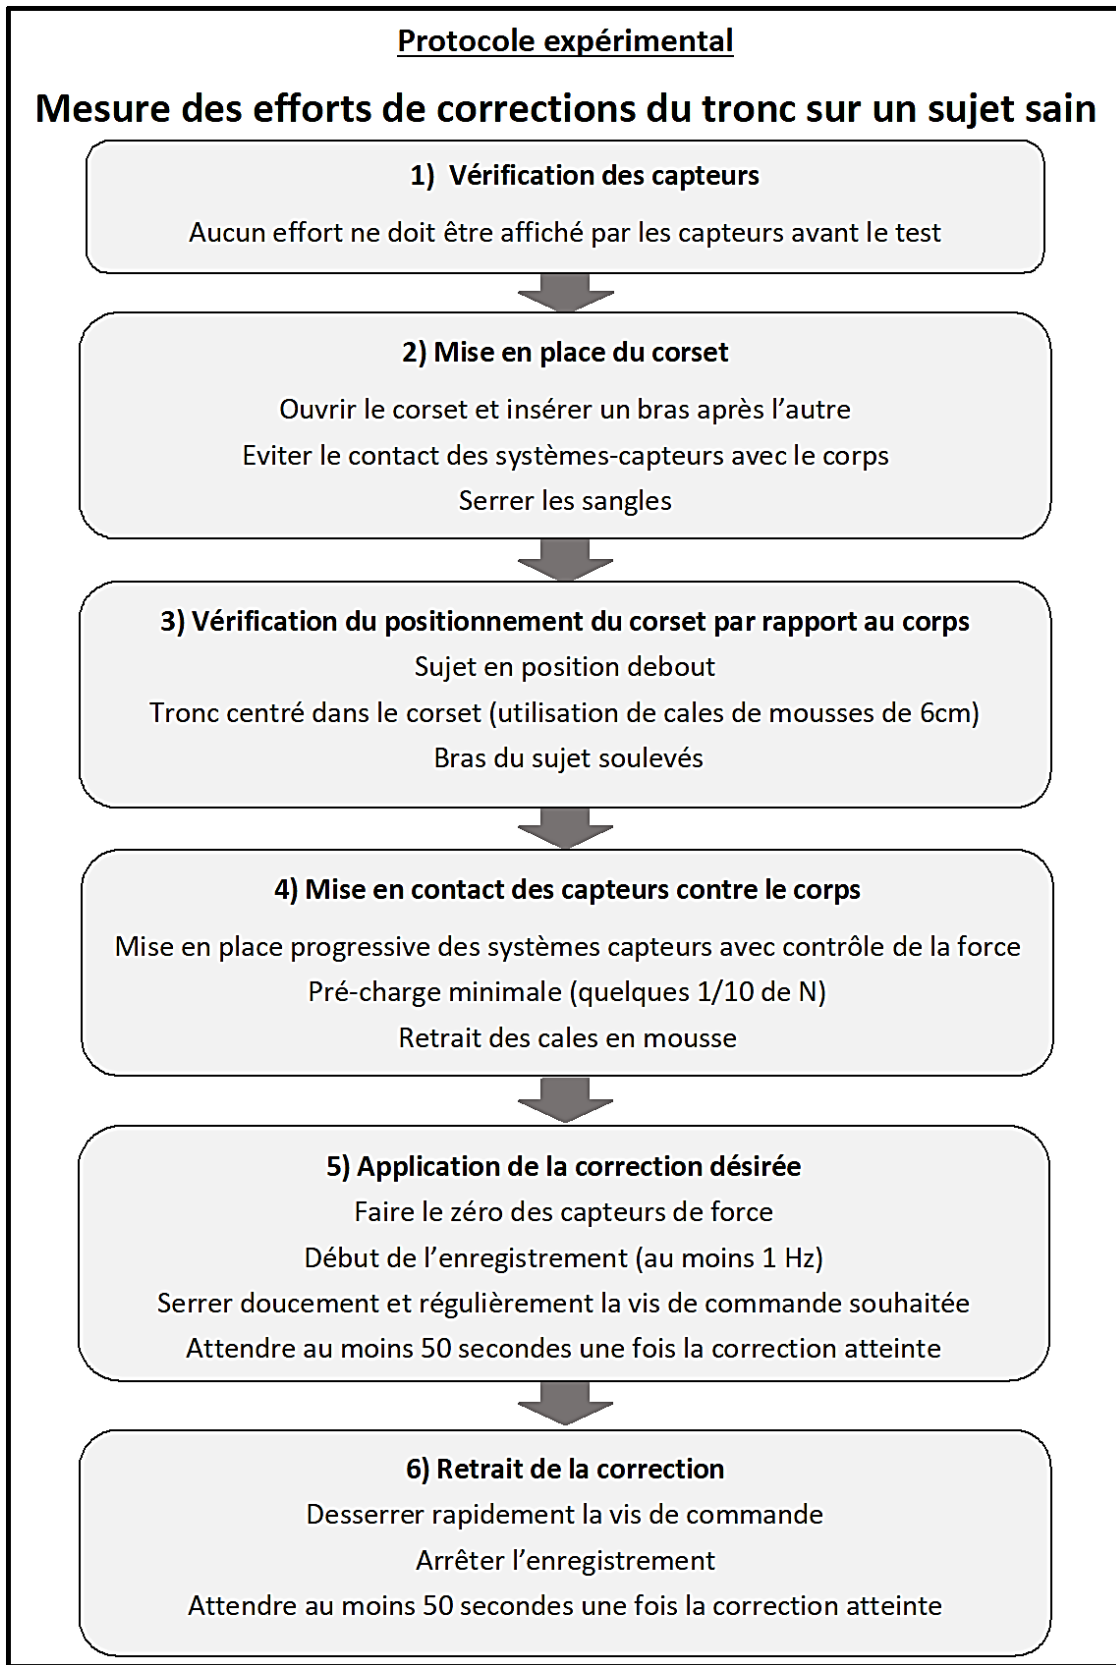 Protocole expérimental
Mesure des efforts de corrections du tronc sur un sujet sain
1) Vérification des capteurs
Aucun effort ne doit être affiché par les capteurs avant le test
2) Mise en place du corset
Ouvrir le corset et insérer un bras après l’autre
Eviter le contact des systèmes-capteurs avec le corps
Serrer les sangles
3) Vérification du positionnement du corset par rapport au corps
Sujet en position debout
Tronc centré dans le corset (utilisation de cales de mousses de 6cm)
Bras du sujet soulevés
4) Mise en contact des capteurs contre le corps
Mise en place progressive des systèmes capteurs avec contrôle de la force
Pré-charge minimale (quelques 1/10 de N)
Retrait des cales en mousse
5) Application de la correction désirée
Faire le zéro des capteurs de force
Début de l’enregistrement (au moins 1 Hz)
Serrer doucement et régulièrement la vis de commande souhaitée
Attendre au moins 50 secondes une fois la correction atteinte
6) Retrait de la correction
Desserrer rapidement la vis de commande
Arrêter l’enregistrement
Attendre au moins 50 secondes une fois la correction atteinte